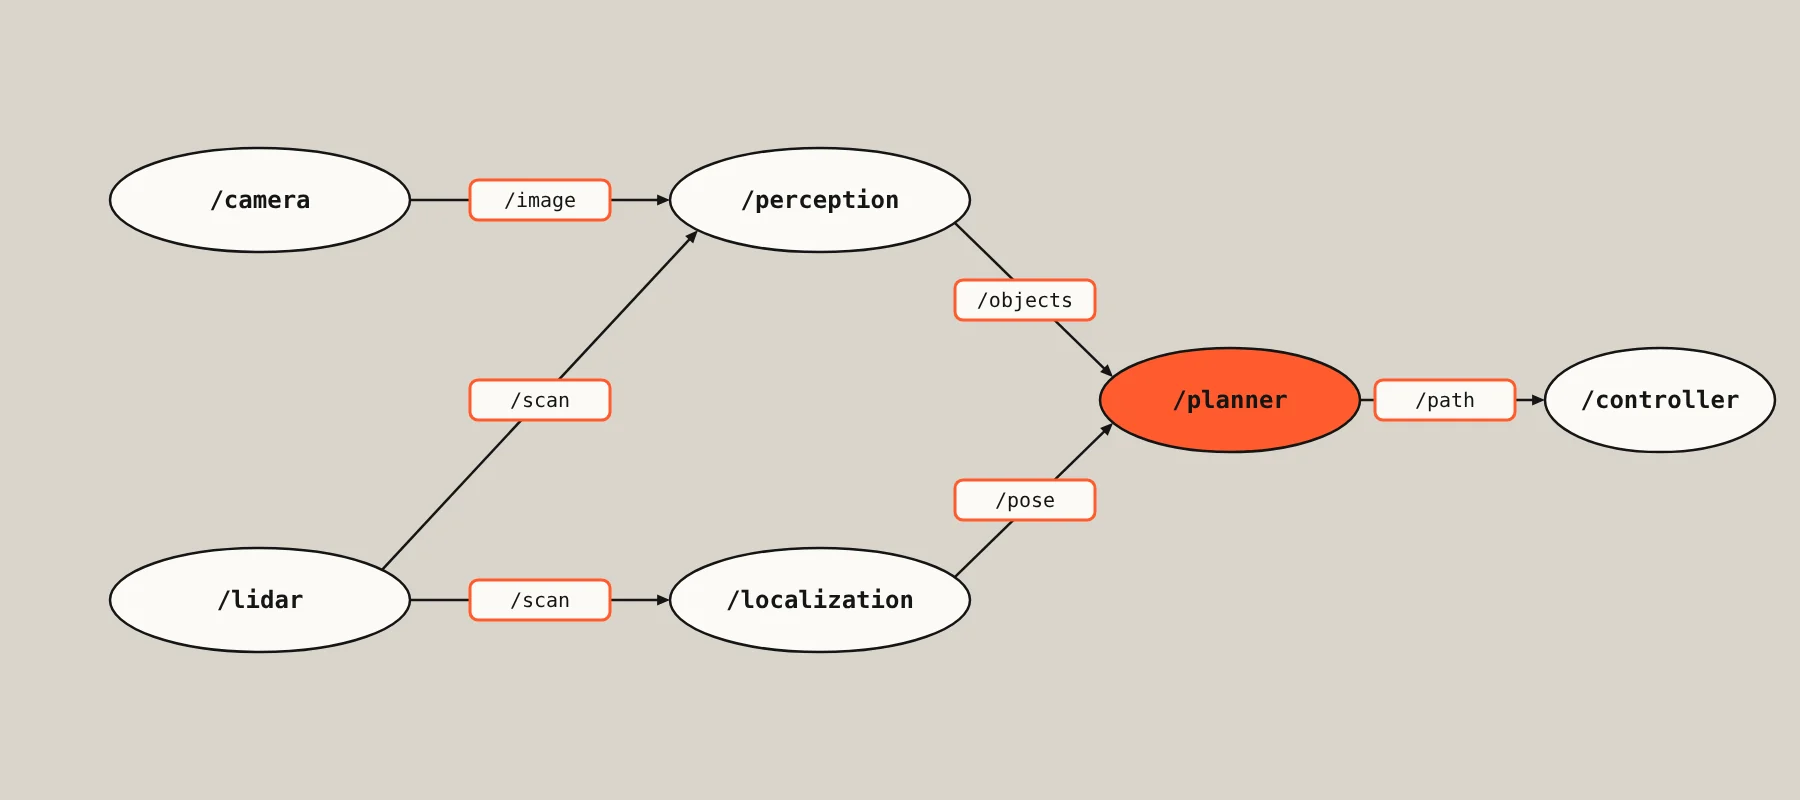 /camera
/image
/perception
/objects
/scan
/planner
/path
/controller
/pose
/lidar
/scan
/localization